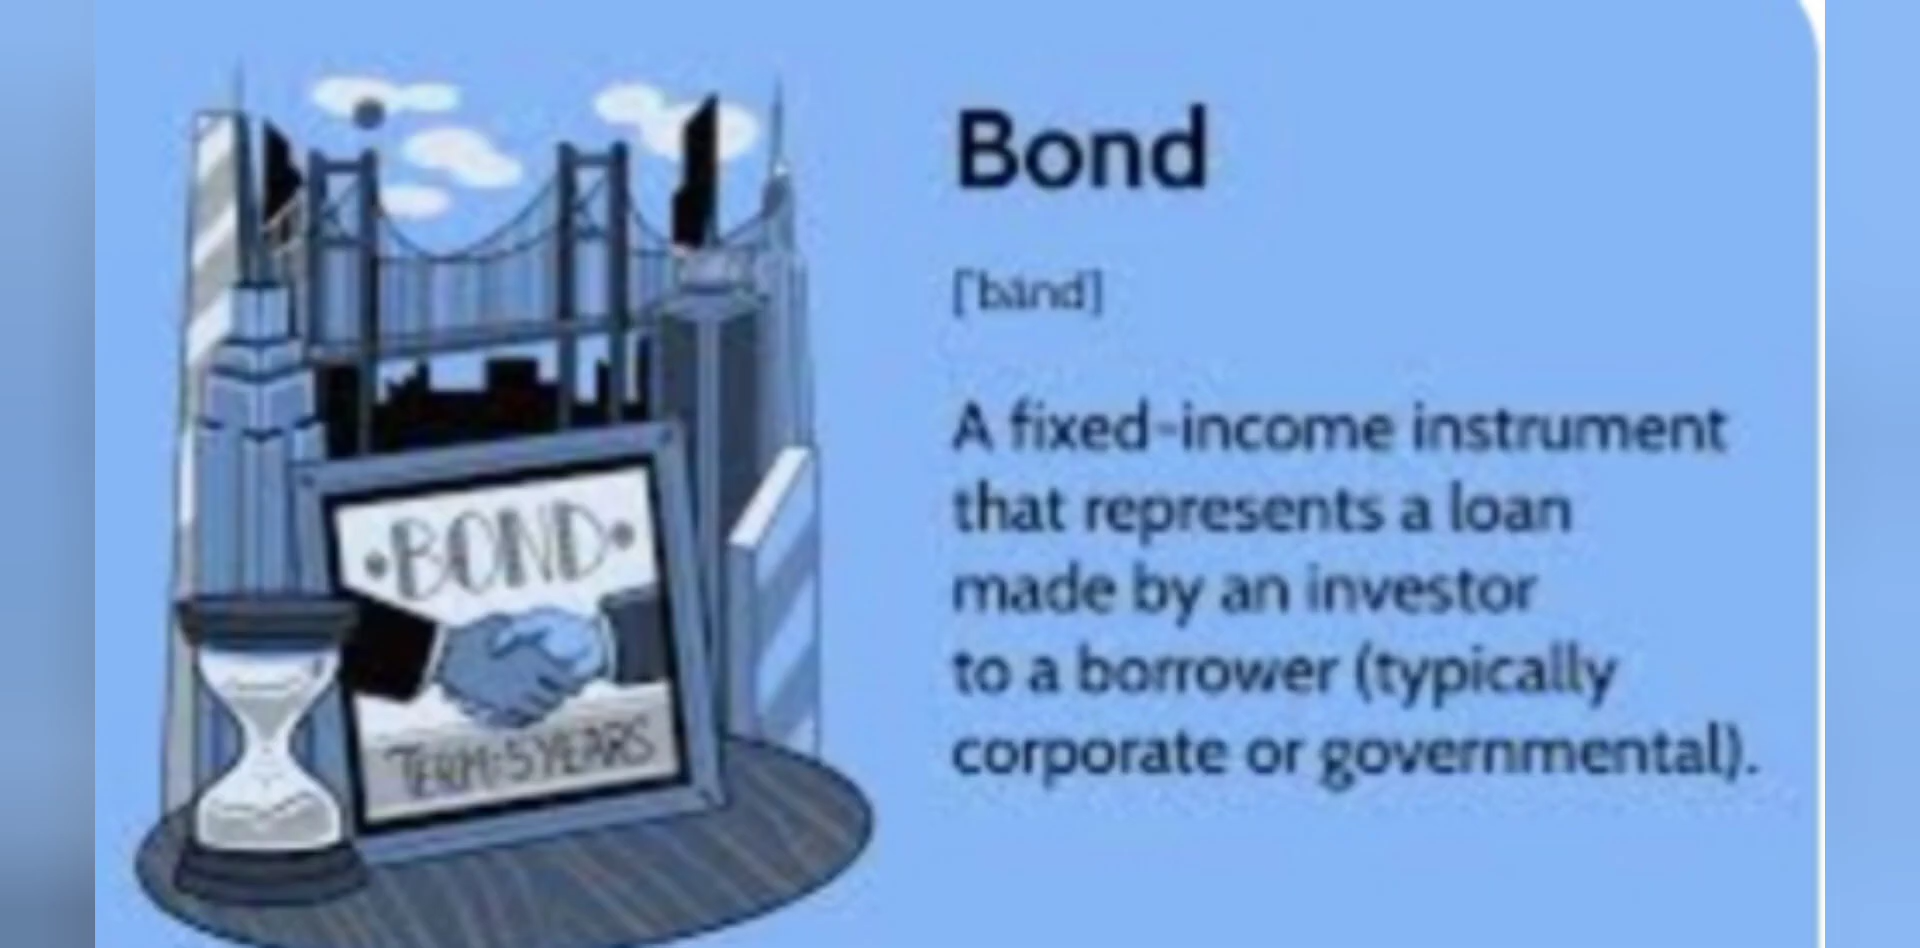 Bond
['bänd]
A fixed-income instrument
that represents a loan
made by an investor
to a borrower (typically
corporate or governmental).
•BOND•
TERM:5 YEARS